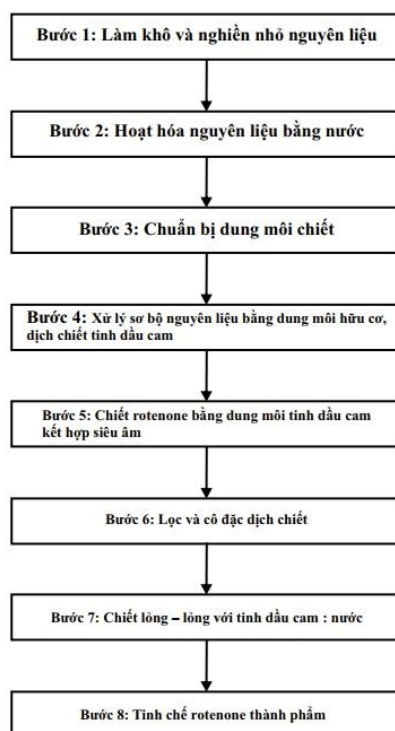 Bước 1: Làm khô và nghiền nhỏ nguyên liệu
Bước 2: Hoạt hóa nguyên liệu bằng nước
Bước 3: Chuẩn bị dung môi chiết
Bước 4: Xử lý sơ bộ nguyên liệu bằng dung môi hữu cơ,
dịch chiết tinh dầu cam
Bước 5: Chiết rotenone bằng dung môi tinh dầu cam
kết hợp siêu âm
Bước 6: Lọc và cô đặc dịch chiết
Bước 7: Chiết lỏng – lỏng với tinh dầu cam : nước
Bước 8: Tinh chế rotenone thành phẩm